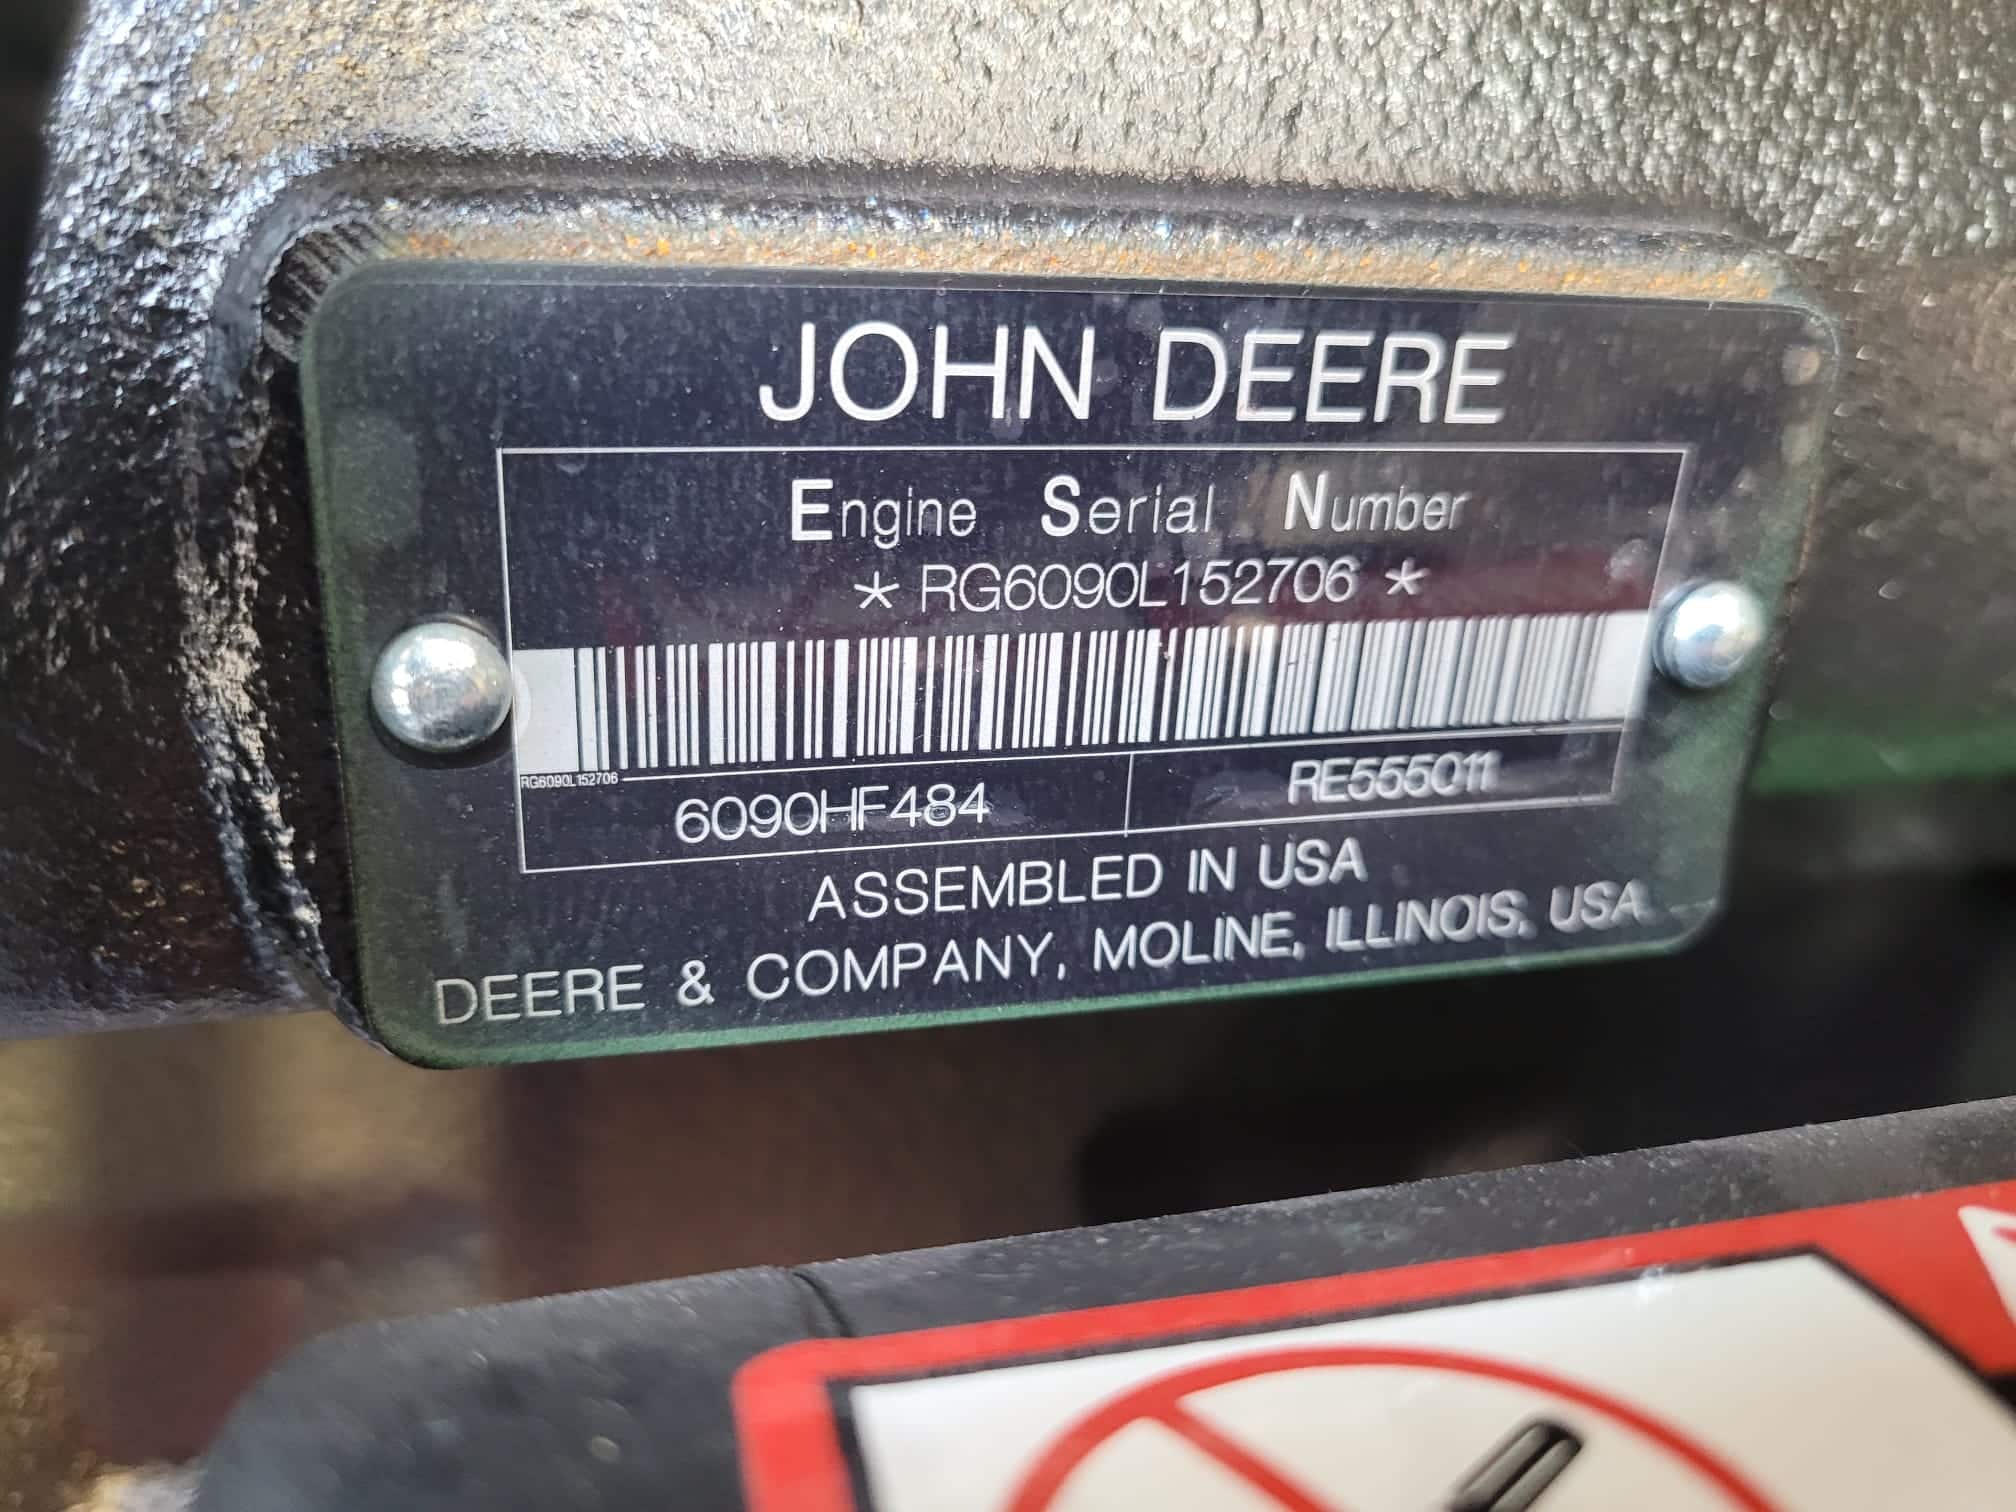 JOHN DEERE
Engine Serial Number
* RG6090L152706 *
RG6090L152706
6090HF484 RE555011
ASSEMBLED IN USA
DEERE & COMPANY, MOLINE, ILLINOIS, USA